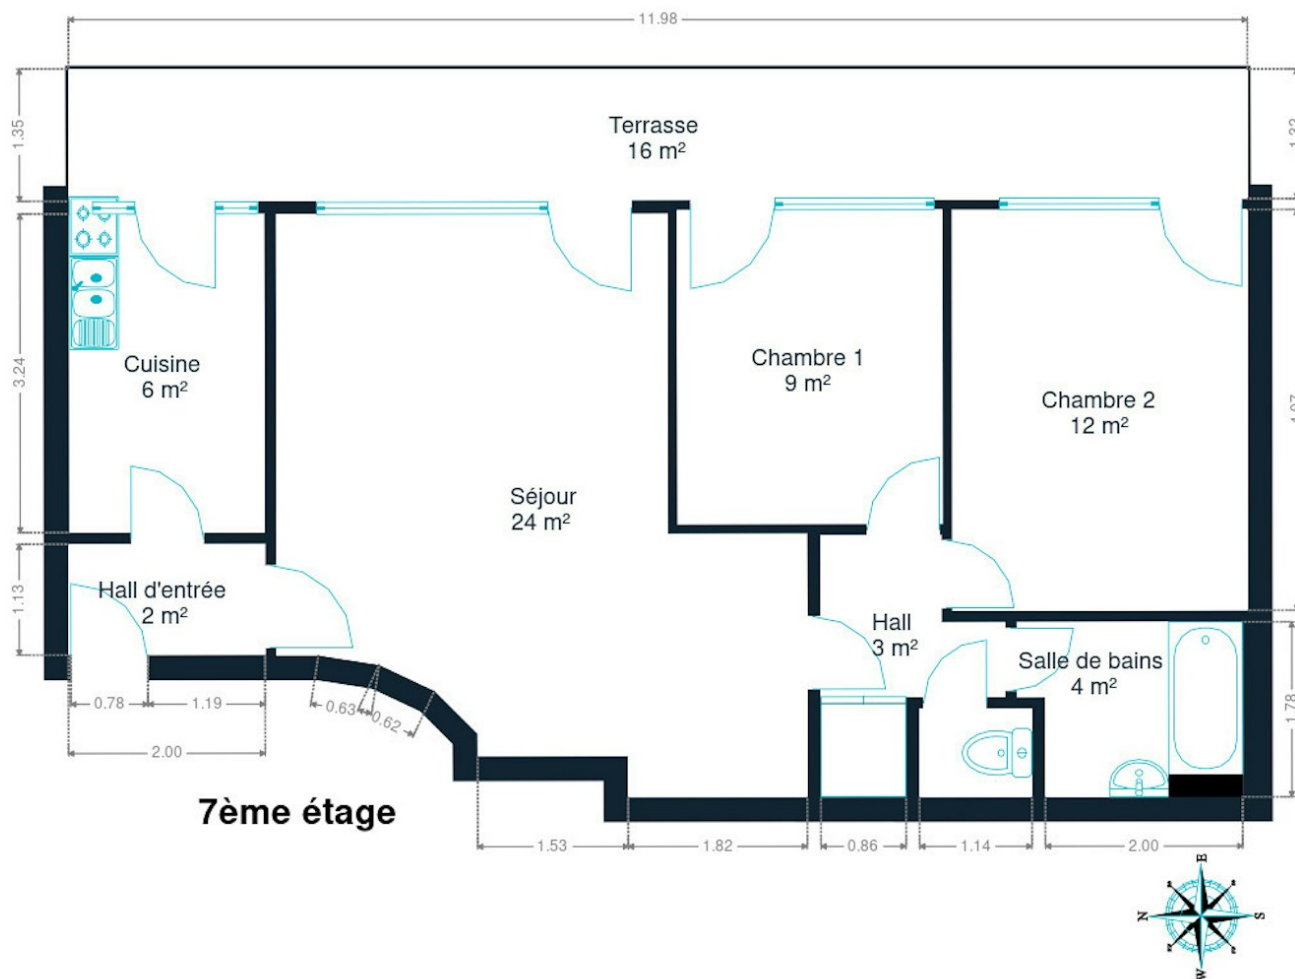 11.98
1.35
Terrasse
16 m²
3.24
Cuisine
6 m²
Chambre 1
9 m²
Chambre 2
12 m²
Séjour
24 m²
1.13
Hall d'entrée
2 m²
Hall
3 m²
Salle de bains
4 m²
1.78
0.78
1.19
0.63
0.62
2.00
7ème étage
1.53
1.82
0.86
1.14
2.00
E
N
S
W